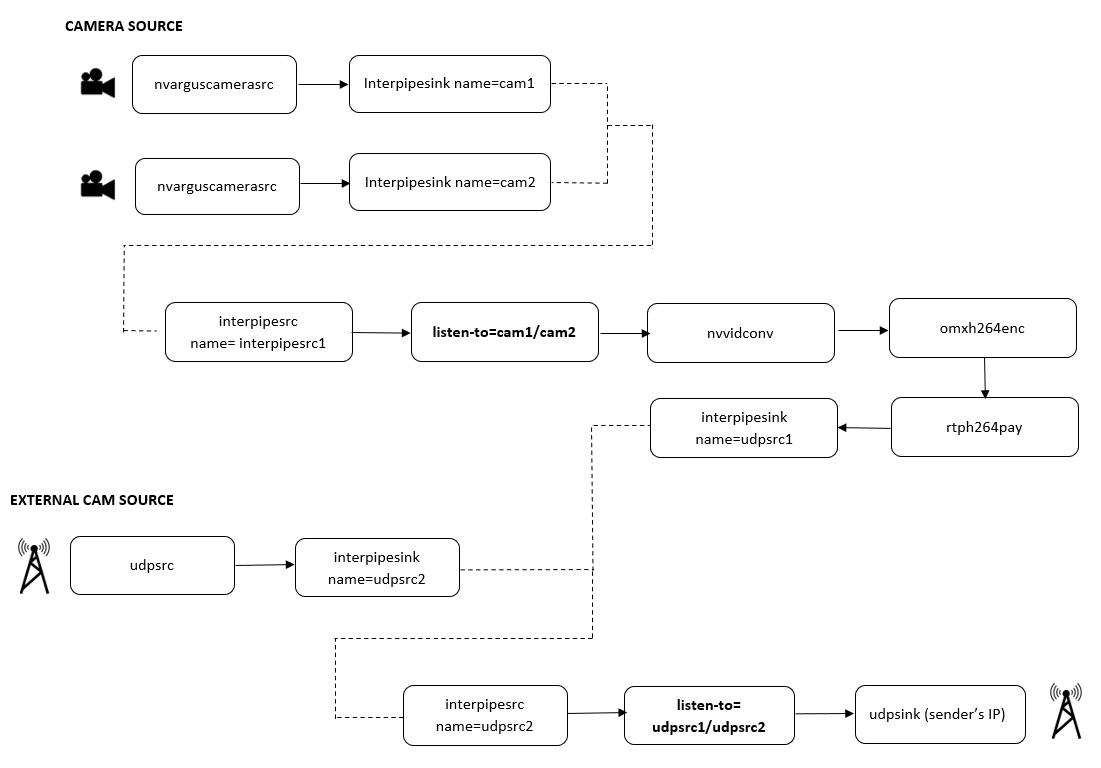 CAMERA SOURCE
nvarguscamerasrc
Interpipesink name=cam1
nvarguscamerasrc
Interpipesink name=cam2
interpipesrc
name= interpipesrc1
listen-to=cam1/cam2
nvvidconv
omxh264enc
interpipesink
name=udpsrc1
rtph264pay
EXTERNAL CAM SOURCE
udpsrc
interpipesink
name=udpsrc2
interpipesrc
name=udpsrc2
listen-to=
udpsrc1/udpsrc2
udpsink (sender’s IP)